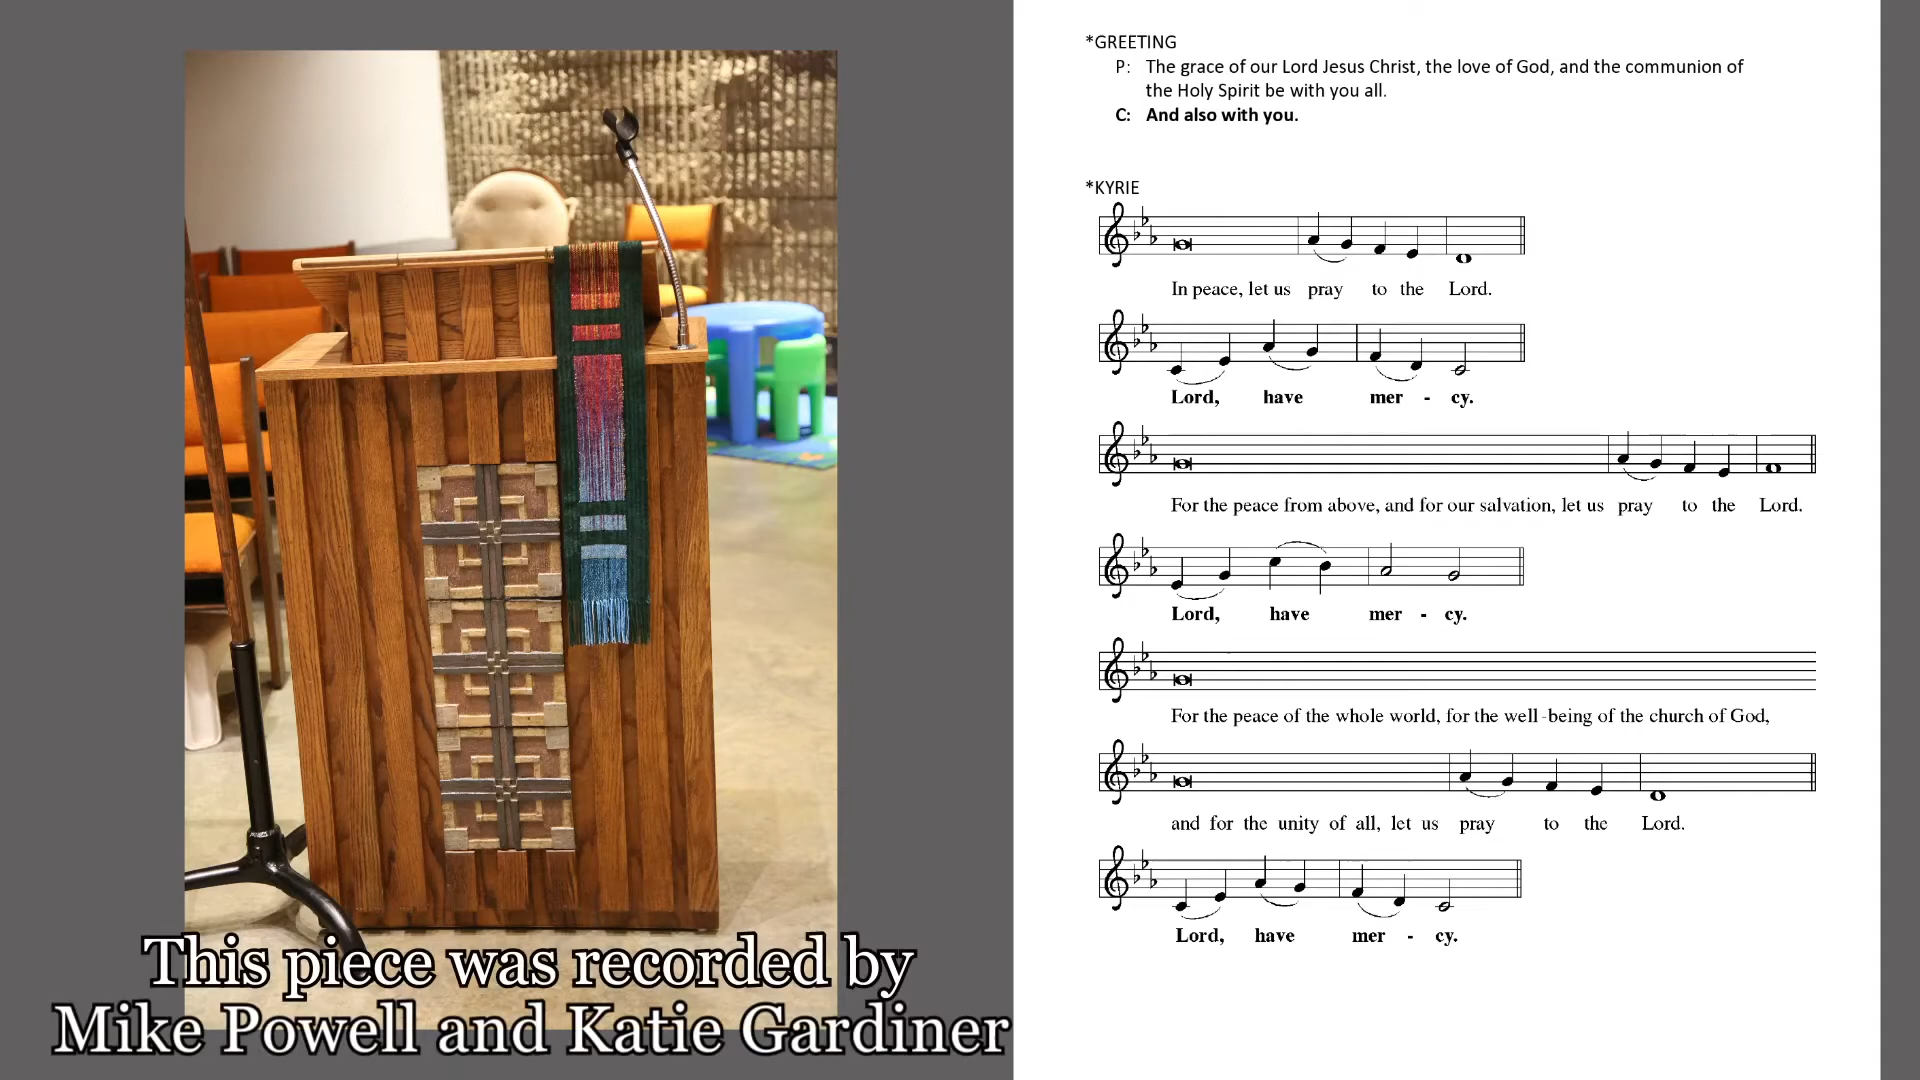 This piece was recorded by
Mike Powell and Katie Gardiner
*GREETING
P: The grace of our Lord Jesus Christ, the love of God, and the communion of
the Holy Spirit be with you all.
C: And also with you.
*KYRIE
In peace, let us pray to the Lord.
Lord, have mer - cy.
For the peace from above, and for our salvation, let us pray to the Lord.
Lord, have mer - cy.
For the peace of the whole world, for the well - being of the church of God,
and for the unity of all, let us pray to the Lord.
Lord, have mer - cy.